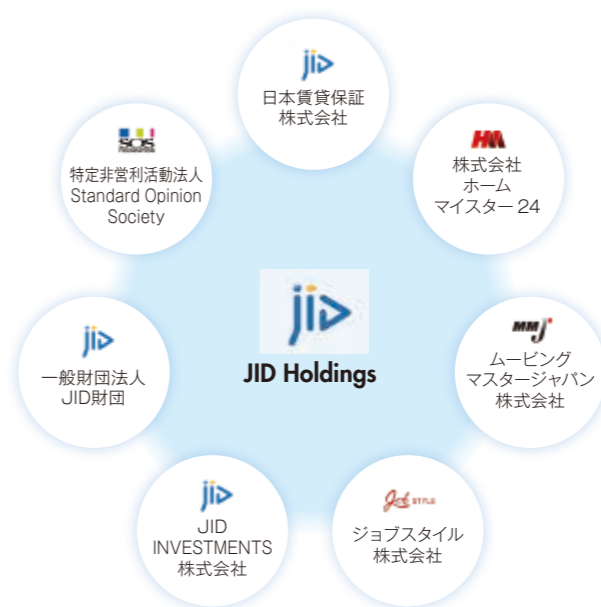 jiD
日本賃貸保証
株式会社
SOS
特定非営利活動法人
Standard Opinion
Society
HM
株式会社
ホーム
マイスター 24
jiD
JID Holdings
jiD
一般財団法人
JID財団
MMj
ムービング
マスタージャパン
株式会社
jiD
JID
INVESTMENTS
株式会社
Job STYLE
ジョブスタイル
株式会社